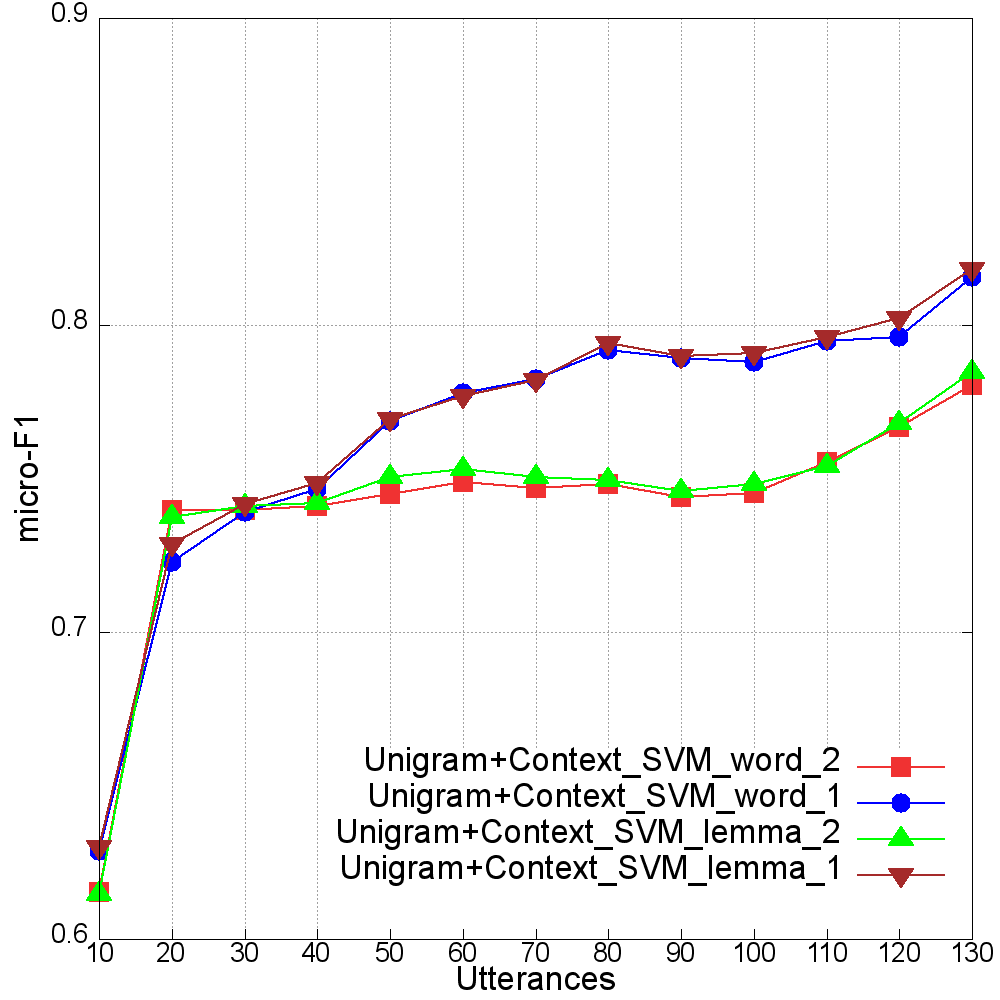 0.9
0.8
0.7
0.6
micro-F1
Unigram+Context_SVM_word_2
Unigram+Context_SVM_word_1
Unigram+Context_SVM_lemma_2
Unigram+Context_SVM_lemma_1
10 20 30 40 50 60 70 80 90 100 110 120 130
Utterances